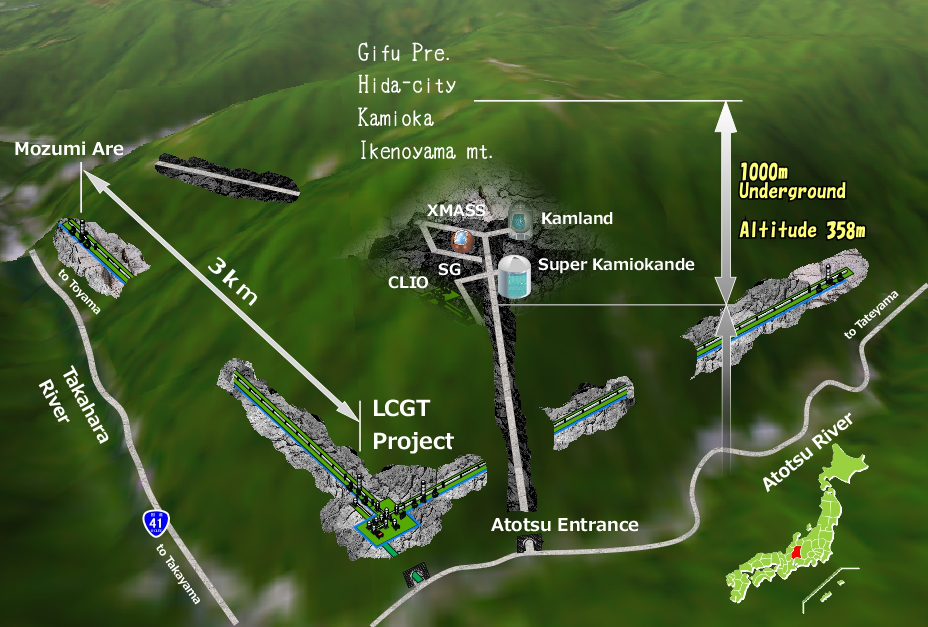 Gifu Pre.
Hida-city
Kamioka
Ikenoyama mt.
Mozumi Are
1000m
Underground
Altitude 358m
XMASS
Kamland
SG
Super Kamiokande
CLIO
3km
to Toyama
to Tateyama
Takahara
River
LCGT
Project
Atotsu River
Atotsu Entrance
41
to Takayama